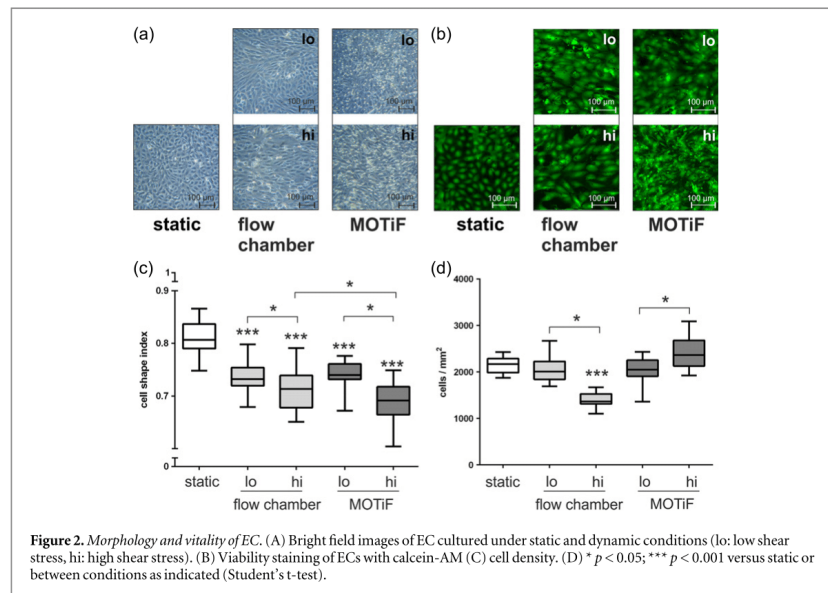 (a)
lo
lo
100 µm
100 µm
hi
hi
100 µm
100 µm
100 µm
static
flow
chamber
MOTiF
(b)
lo
lo
100 µm
100 µm
hi
hi
100 µm
100 µm
100 µm
static
flow
chamber
MOTiF
(c)
1
0.9
0.8
0.7
0
cell shape index
*
*
*
***
***
***
***
static
lo
hi
lo
hi
flow chamber
MOTiF
(d)
4000
3000
2000
1000
0
cells / mm²
*
*
***
static
lo
hi
lo
hi
flow chamber
MOTiF
Figure 2. Morphology and vitality of EC. (A) Bright field images of EC cultured under static and dynamic conditions (lo: low shear
stress, hi: high shear stress). (B) Viability staining of ECs with calcein-AM (C) cell density. (D) * p < 0.05; *** p < 0.001 versus static or
between conditions as indicated (Student's t-test).